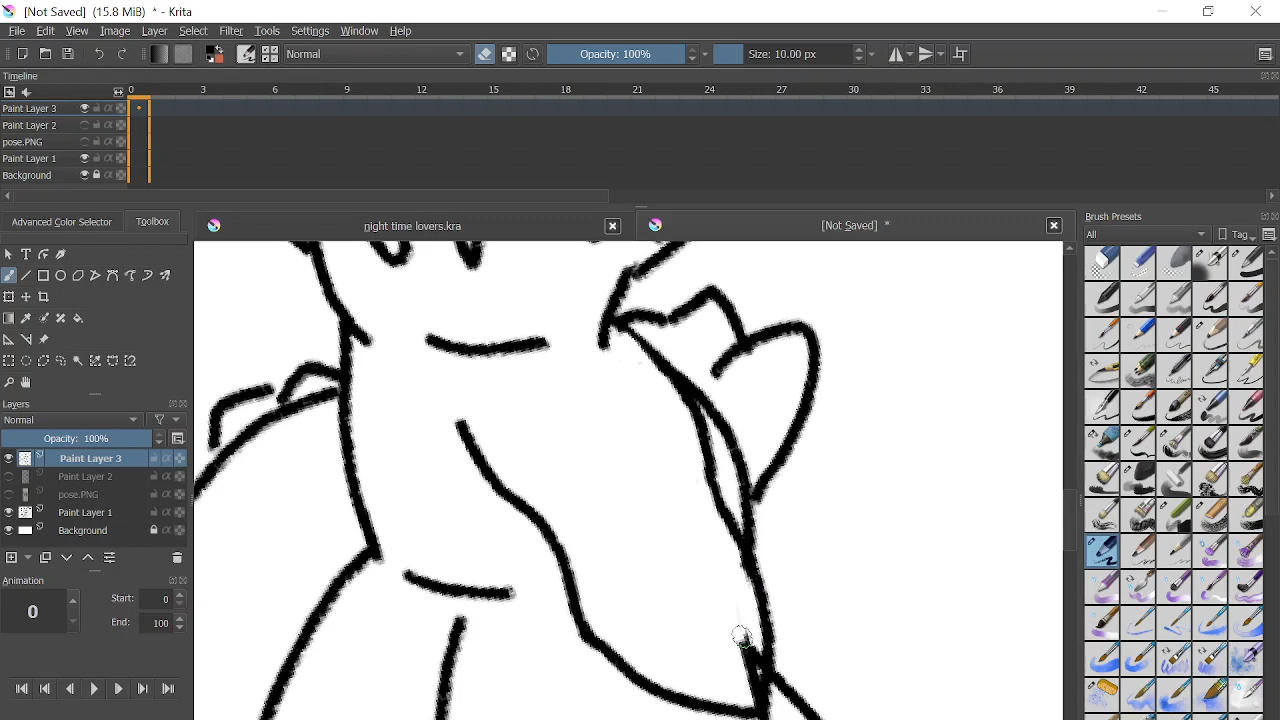 [Not Saved] (15.8 MiB) * - Krita
File Edit View Image Layer Select Filter Tools Settings Window Help
Normal Opacity: 100% Size: 10.00 px
Timeline
0 3 6 9 12 15 18 21 24 27 30 33 36 39 42 45
Paint Layer 3
Paint Layer 2
pose.PNG
Paint Layer 1
Background
Advanced Color Selector Toolbox
night time lovers.kra
[Not Saved] *
Brush Presets
All Tag
Layers
Normal
Opacity: 100%
Paint Layer 3
Paint Layer 2
pose.PNG
Paint Layer 1
Background
Animation
0 Start: 0
End: 100